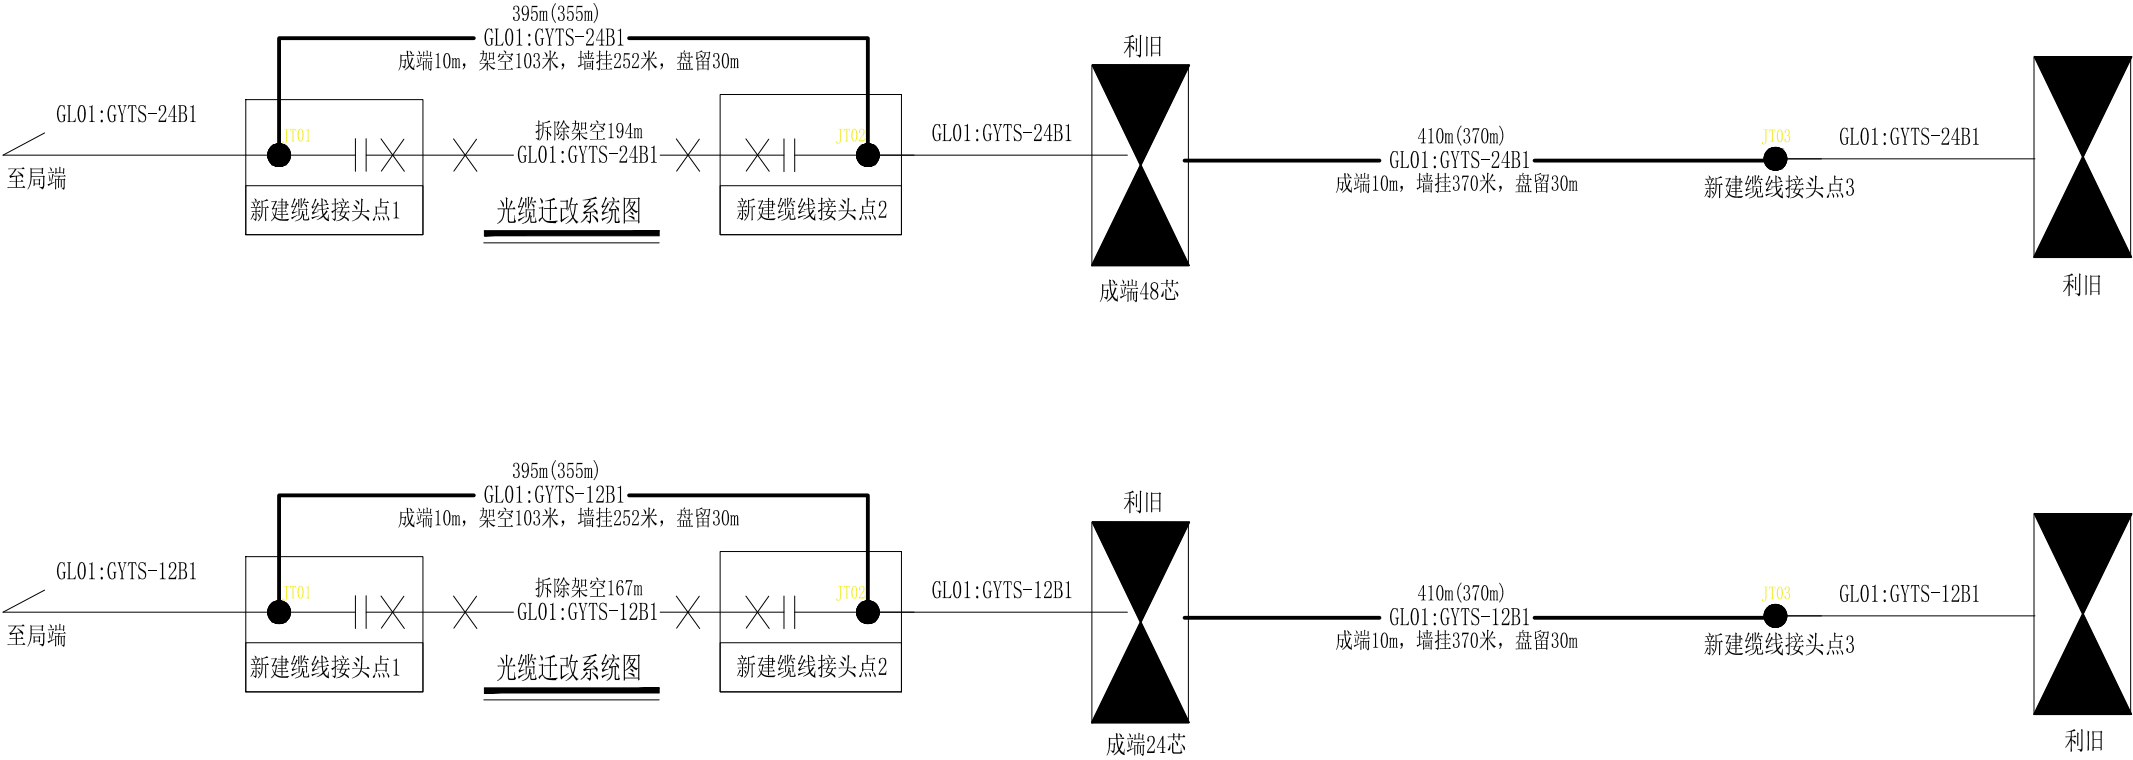 395m(355m)
GL01:GYTS-24B1
成端10m，架空103米，墙挂252米，盘留30m
利旧
GL01:GYTS-24B1
JT01
拆除架空194m
GL01:GYTS-24B1
JT02
GL01:GYTS-24B1
410m(370m)
GL01:GYTS-24B1
成端10m，墙挂370米，盘留30m
JT03
GL01:GYTS-24B1
至局端
新建缆线接头点1
光缆迁改系统图
新建缆线接头点2
新建缆线接头点3
成端48芯
利旧
395m(355m)
GL01:GYTS-12B1
成端10m，架空103米，墙挂252米，盘留30m
利旧
GL01:GYTS-12B1
JT01
拆除架空167m
GL01:GYTS-12B1
JT02
GL01:GYTS-12B1
410m(370m)
GL01:GYTS-12B1
成端10m，墙挂370米，盘留30m
JT03
GL01:GYTS-12B1
至局端
新建缆线接头点1
光缆迁改系统图
新建缆线接头点2
新建缆线接头点3
成端24芯
利旧